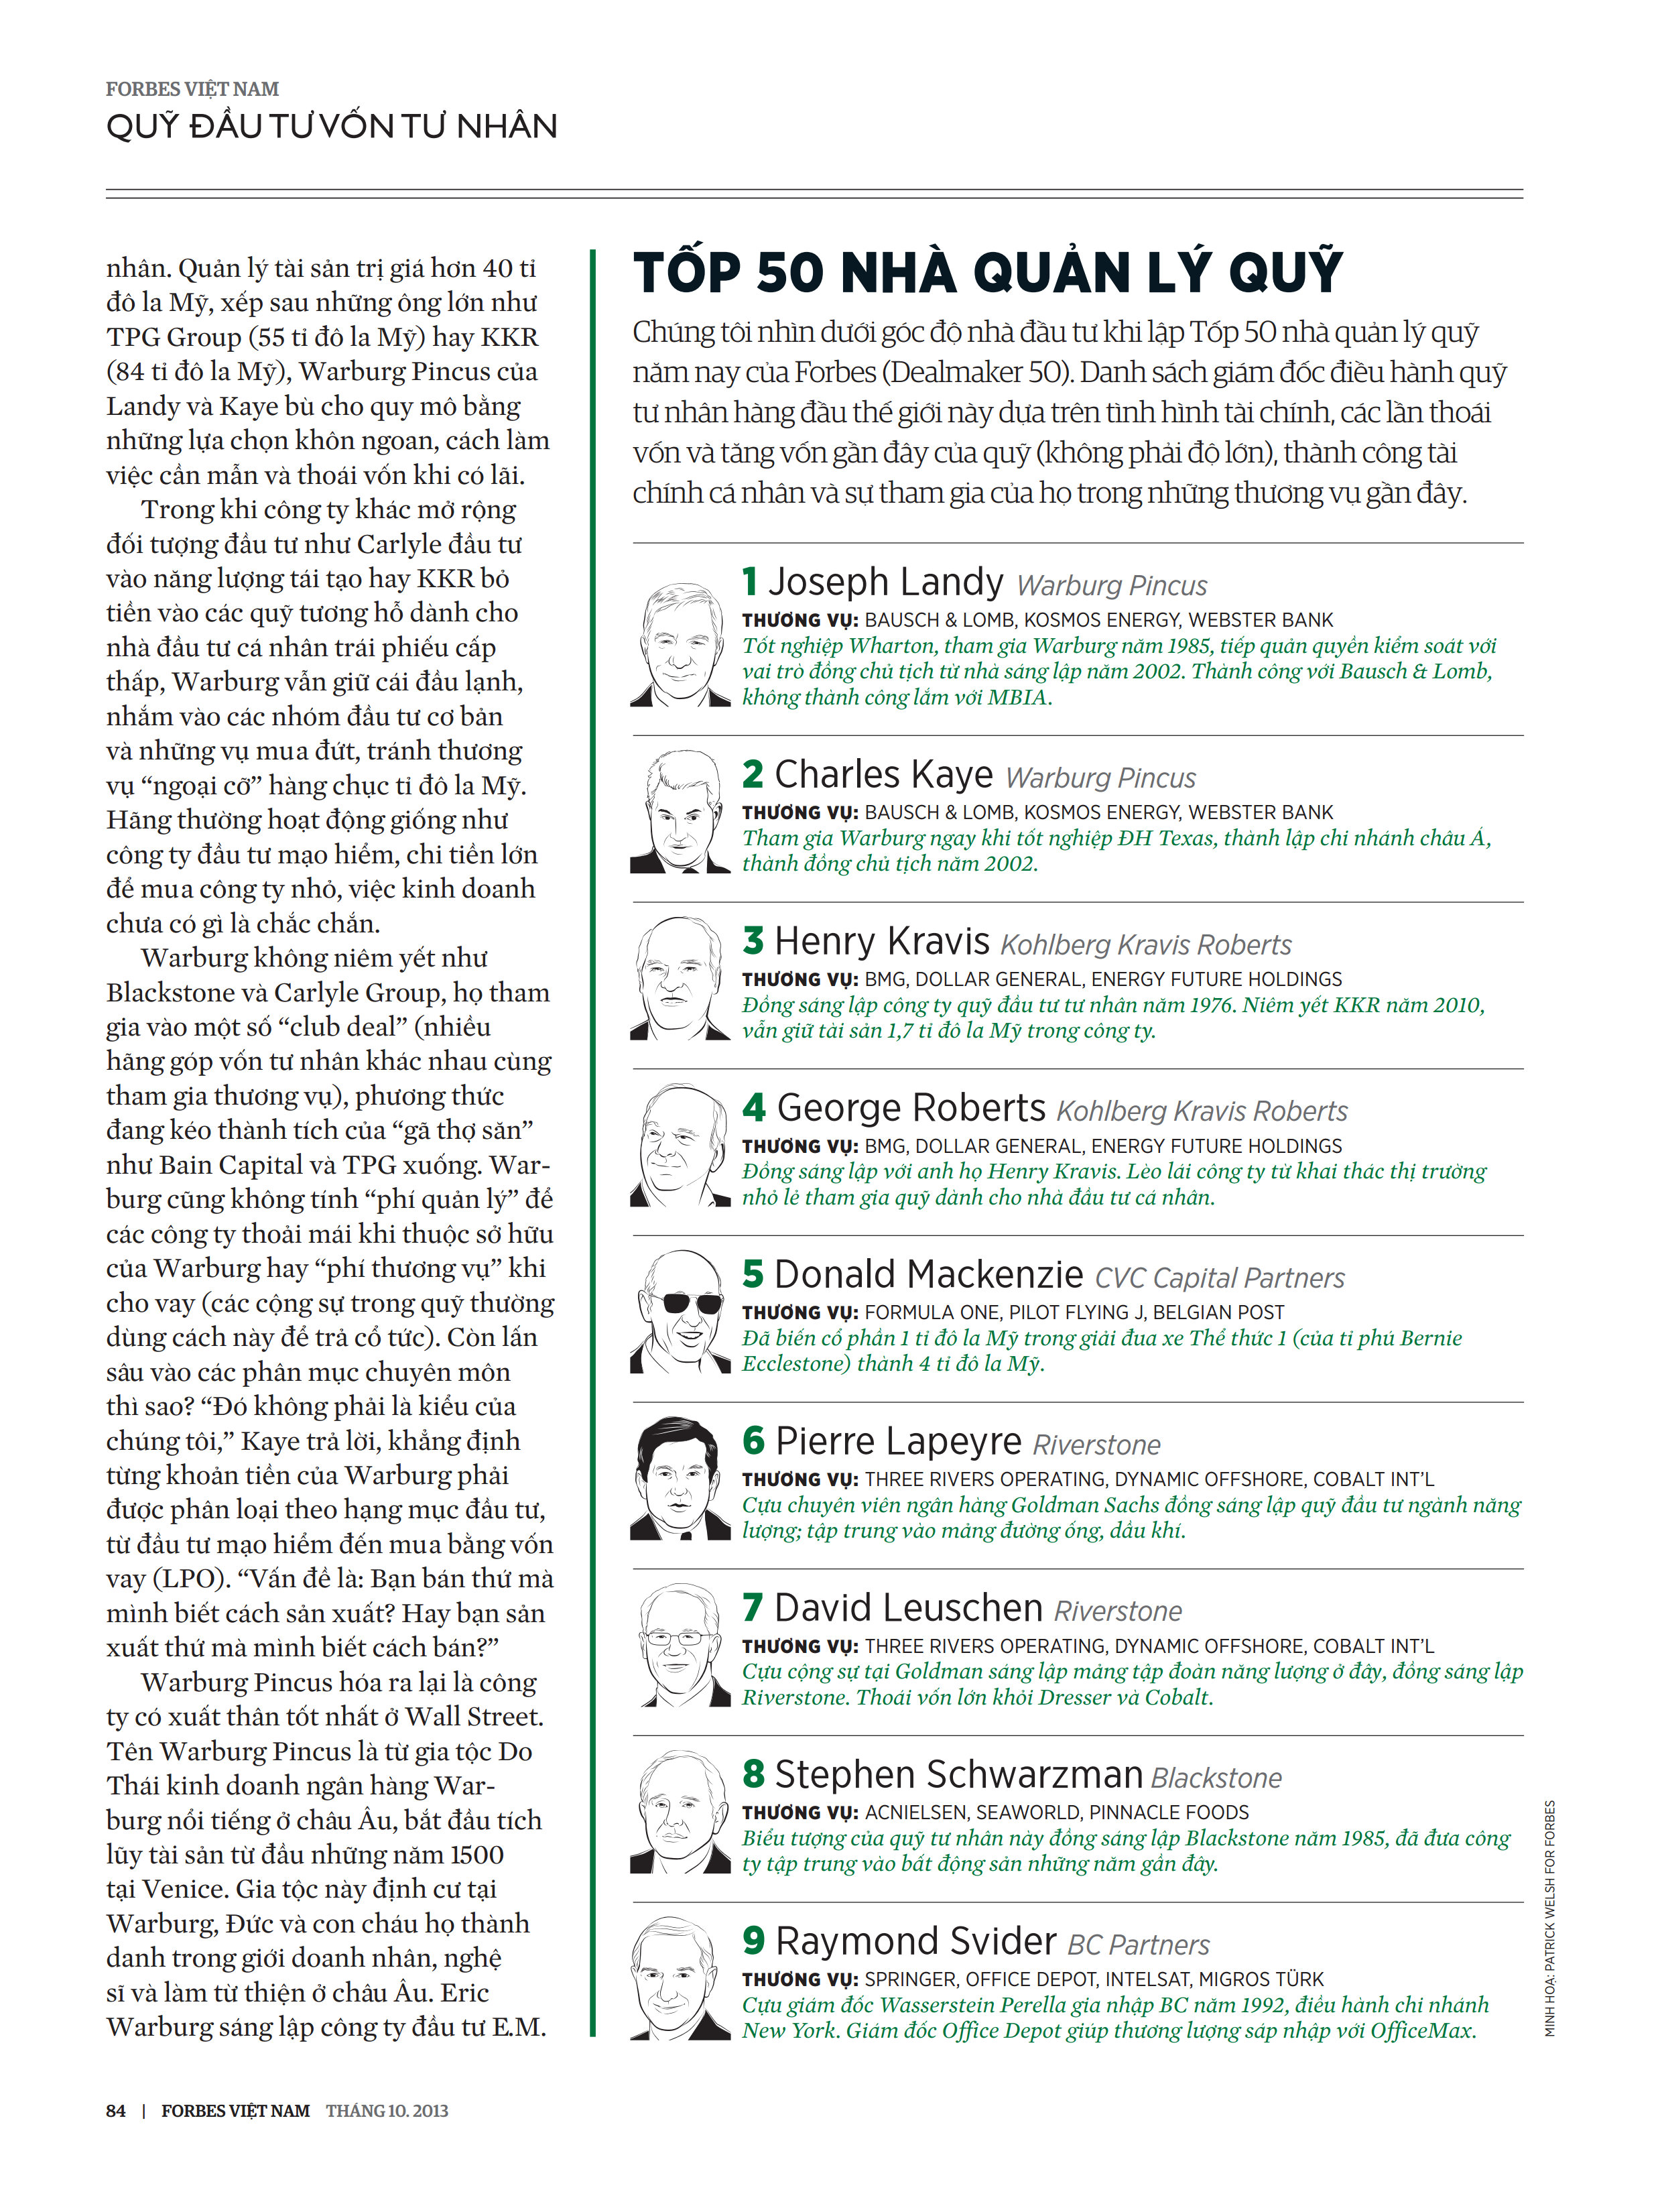 FORBES VIỆT NAM
QUỸ ĐẦU TƯ VỐN TƯ NHÂN
nhân. Quản lý tài sản trị giá hơn 40 tỉ
đô la Mỹ, xếp sau những ông lớn như
TPG Group (55 tỉ đô la Mỹ) hay KKR
(84 tỉ đô la Mỹ), Warburg Pincus của
Landy và Kaye bù cho quy mô bằng
những lựa chọn khôn ngoan, cách làm
việc cần mẫn và thoái vốn khi có lãi.
Trong khi công ty khác mở rộng
đối tượng đầu tư như Carlyle đầu tư
vào năng lượng tái tạo hay KKR bỏ
tiền vào các quỹ tương hỗ dành cho
nhà đầu tư cá nhân trái phiếu cấp
thấp, Warburg vẫn giữ cái đầu lạnh,
nhắm vào các nhóm đầu tư cơ bản
và những vụ mua đứt, tránh thương
vụ “ngoại cỡ” hàng chục tỉ đô la Mỹ.
Hãng thường hoạt động giống như
công ty đầu tư mạo hiểm, chi tiền lớn
để mua công ty nhỏ, việc kinh doanh
chưa có gì là chắc chắn.
Warburg không niêm yết như
Blackstone và Carlyle Group, họ tham
gia vào một số “club deal” (nhiều
hãng góp vốn tư nhân khác nhau cùng
tham gia thương vụ), phương thức
đang kéo thành tích của “gã thợ săn”
như Bain Capital và TPG xuống. War-
burg cũng không tính “phí quản lý” để
các công ty thoải mái khi thuộc sở hữu
của Warburg hay “phí thương vụ” khi
cho vay (các cộng sự trong quỹ thường
dùng cách này để trả cổ tức). Còn lấn
sâu vào các phân mục chuyên môn
thì sao? “Đó không phải là kiểu của
chúng tôi,” Kaye trả lời, khẳng định
từng khoản tiền của Warburg phải
được phân loại theo hạng mục đầu tư,
từ đầu tư mạo hiểm đến mua bằng vốn
vay (LPO). “Vấn đề là: Bạn bán thứ mà
mình biết cách sản xuất? Hay bạn sản
xuất thứ mà mình biết cách bán?”
Warburg Pincus hóa ra lại là công
ty có xuất thân tốt nhất ở Wall Street.
Tên Warburg Pincus là từ gia tộc Do
Thái kinh doanh ngân hàng War-
burg nổi tiếng ở châu Âu, bắt đầu tích
lũy tài sản từ đầu những năm 1500
tại Venice. Gia tộc này định cư tại
Warburg, Đức và con cháu họ thành
danh trong giới doanh nhân, nghệ
sĩ và làm từ thiện ở châu Âu. Eric
Warburg sáng lập công ty đầu tư E.M.
TỐP 50 NHÀ QUẢN LÝ QUỸ
Chúng tôi nhìn dưới góc độ nhà đầu tư khi lập Tốp 50 nhà quản lý quỹ
năm nay của Forbes (Dealmaker 50). Danh sách giám đốc điều hành quỹ
tư nhân hàng đầu thế giới này dựa trên tình hình tài chính, các lần thoái
vốn và tăng vốn gần đây của quỹ (không phải độ lớn), thành công tài
chính cá nhân và sự tham gia của họ trong những thương vụ gần đây.
1 Joseph Landy Warburg Pincus
THƯƠNG VỤ: BAUSCH & LOMB, KOSMOS ENERGY, WEBSTER BANK
Tốt nghiệp Wharton, tham gia Warburg năm 1985, tiếp quản quyền kiểm soát với
vai trò đồng chủ tịch từ nhà sáng lập năm 2002. Thành công với Bausch & Lomb,
không thành công lắm với MBIA.
2 Charles Kaye Warburg Pincus
THƯƠNG VỤ: BAUSCH & LOMB, KOSMOS ENERGY, WEBSTER BANK
Tham gia Warburg ngay khi tốt nghiệp ĐH Texas, thành lập chi nhánh châu Á,
thành đồng chủ tịch năm 2002.
3 Henry Kravis Kohlberg Kravis Roberts
THƯƠNG VỤ: BMG, DOLLAR GENERAL, ENERGY FUTURE HOLDINGS
Đồng sáng lập công ty quỹ đầu tư tư nhân năm 1976. Niêm yết KKR năm 2010,
vẫn giữ tài sản 1,7 tỉ đô la Mỹ trong công ty.
4 George Roberts Kohlberg Kravis Roberts
THƯƠNG VỤ: BMG, DOLLAR GENERAL, ENERGY FUTURE HOLDINGS
Đồng sáng lập với anh họ Henry Kravis. Lèo lái công ty từ khai thác thị trường
nhỏ lẻ tham gia quỹ dành cho nhà đầu tư cá nhân.
5 Donald Mackenzie CVC Capital Partners
THƯƠNG VỤ: FORMULA ONE, PILOT FLYING J, BELGIAN POST
Đã biến cổ phần 1 tỉ đô la Mỹ trong giải đua xe Thể thức 1 (của tỉ phú Bernie
Ecclestone) thành 4 tỉ đô la Mỹ.
6 Pierre Lapeyre Riverstone
THƯƠNG VỤ: THREE RIVERS OPERATING, DYNAMIC OFFSHORE, COBALT INT’L
Cựu chuyên viên ngân hàng Goldman Sachs đồng sáng lập quỹ đầu tư ngành năng
lượng; tập trung vào mảng đường ống, dầu khí.
7 David Leuschen Riverstone
THƯƠNG VỤ: THREE RIVERS OPERATING, DYNAMIC OFFSHORE, COBALT INT’L
Cựu cộng sự tại Goldman sáng lập mảng tập đoàn năng lượng ở đây, đồng sáng lập
Riverstone. Thoái vốn lớn khỏi Dresser và Cobalt.
8 Stephen Schwarzman Blackstone
THƯƠNG VỤ: ACNIELSEN, SEAWORLD, PINNACLE FOODS
Biểu tượng của quỹ tư nhân này đồng sáng lập Blackstone năm 1985, đã đưa công
ty tập trung vào bất động sản những năm gần đây.
9 Raymond Svider BC Partners
THƯƠNG VỤ: SPRINGER, OFFICE DEPOT, INTELSAT, MIGROS TÜRK
Cựu giám đốc Wasserstein Perella gia nhập BC năm 1992, điều hành chi nhánh
New York. Giám đốc Office Depot giúp thương lượng sáp nhập với OfficeMax.
MINH HOẠ: PATRICK WELSH FOR FORBES
84 | FORBES VIỆT NAM THÁNG 10. 2013